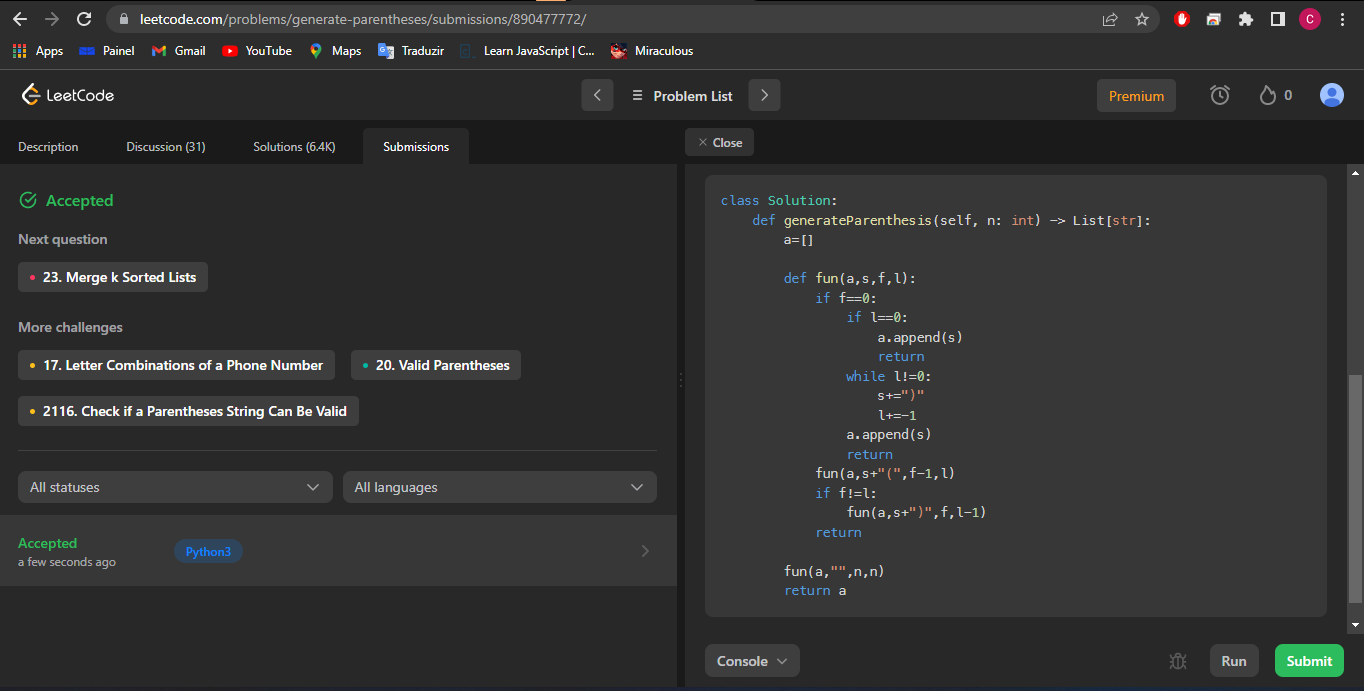 leetcode.com/problems/generate-parentheses/submissions/890477772/
C
Apps Painel Gmail YouTube Maps Traduzir Learn JavaScript | C... Miraculous
LeetCode
Problem List
Premium
0
Description Discussion (31) Solutions (6.4K) Submissions
× Close
Accepted
Next question
23. Merge k Sorted Lists
More challenges
17. Letter Combinations of a Phone Number 20. Valid Parentheses
2116. Check if a Parentheses String Can Be Valid
All statuses All languages
Accepted
a few seconds ago
Python3
class Solution:
    def generateParenthesis(self, n: int) -> List[str]:
        a=[]
        def fun(a,s,f,l):
            if f==0:
                if l==0:
                    a.append(s)
                    return
                while l!=0:
                    s+=")"
                    l+=-1
                a.append(s)
                return
            fun(a,s+"(",f-1,l)
            if f!=l:
                fun(a,s+")",f,l-1)
            return
        fun(a,"",n,n)
        return a
Console
Run
Submit